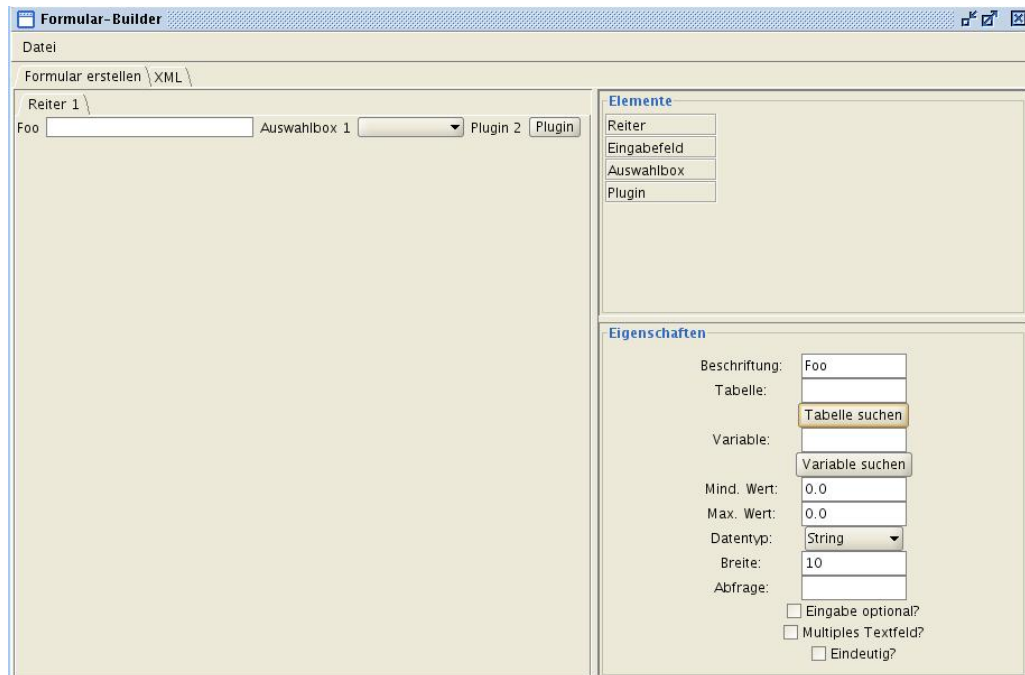 Formular-Builder
Datei
Formular erstellen XML
Reiter 1
Foo Auswahlbox 1 Plugin 2 Plugin
Elemente
Reiter
Eingabefeld
Auswahlbox
Plugin
Eigenschaften
Beschriftung: Foo
Tabelle:
Tabelle suchen
Variable:
Variable suchen
Mind. Wert: 0.0
Max. Wert: 0.0
Datentyp: String
Breite: 10
Abfrage:
Eingabe optional?
Multiples Textfeld?
Eindeutig?